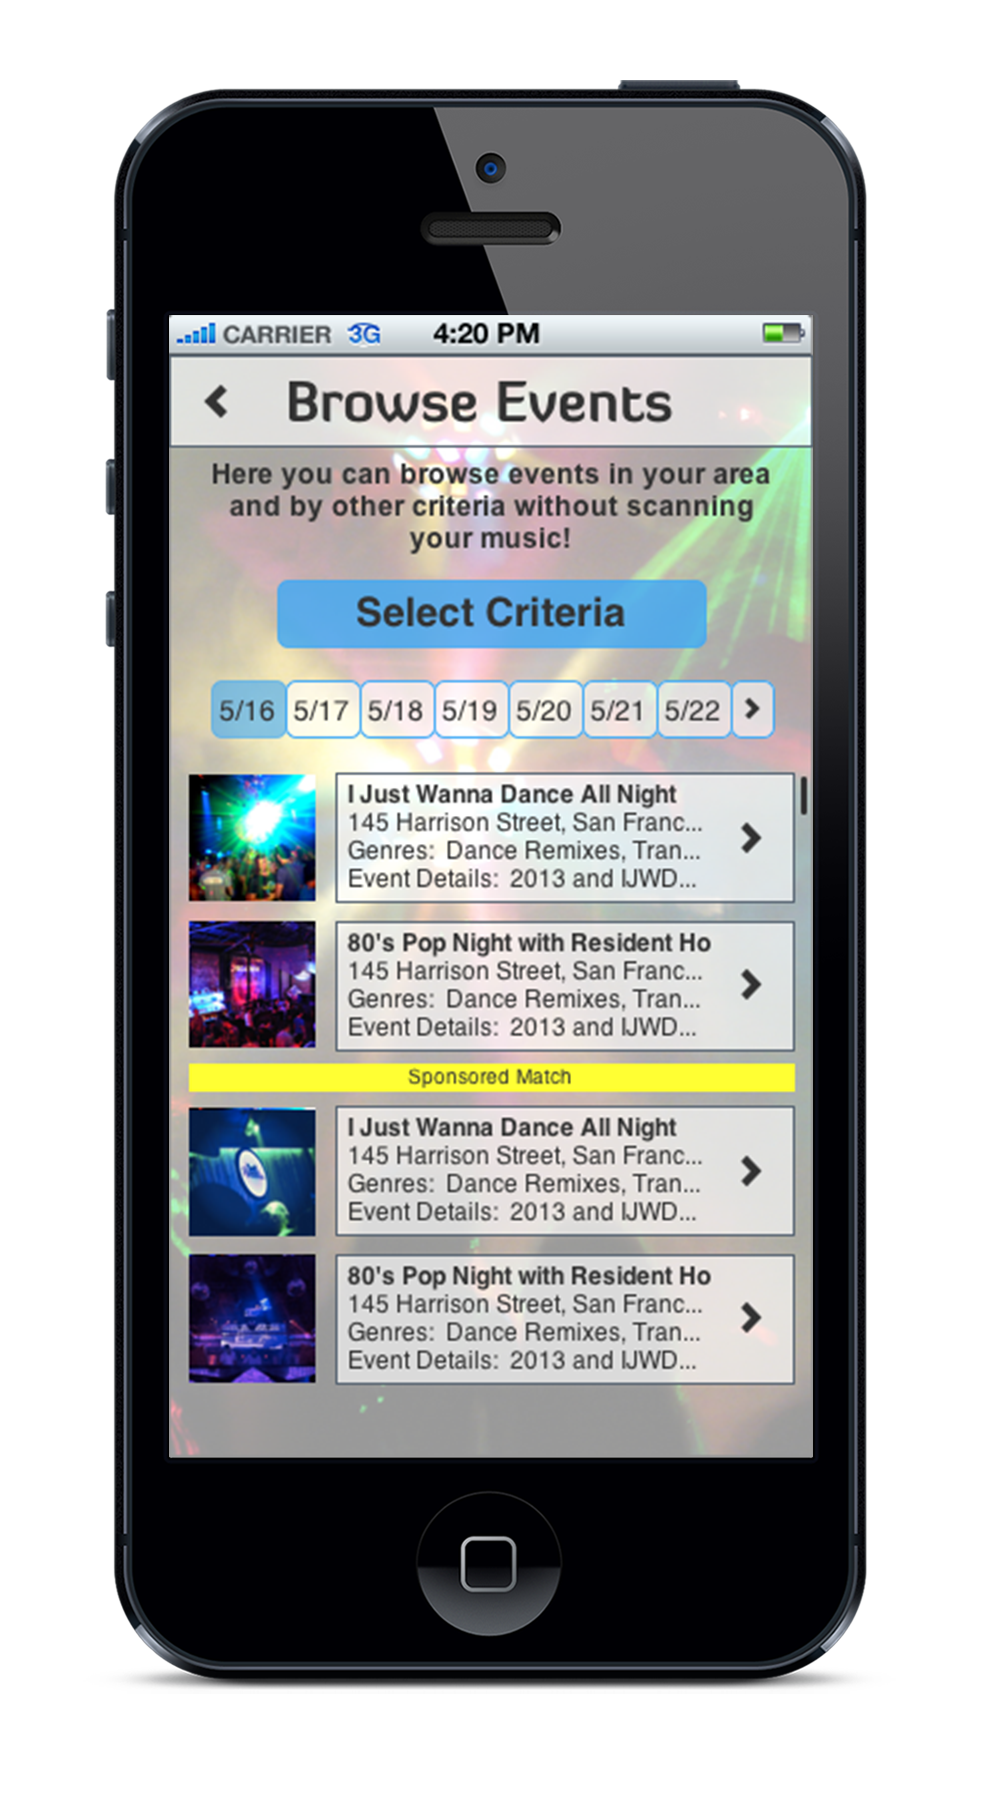 CARRIER 3G 4:20 PM
Browse Events
Here you can browse events in your area
and by other criteria without scanning
your music!
Select Criteria
5/16 5/17 5/18 5/19 5/20 5/21 5/22
I Just Wanna Dance All Night
145 Harrison Street, San Franc...
Genres: Dance Remixes, Tran...
Event Details: 2013 and IJWD...
80's Pop Night with Resident Ho
145 Harrison Street, San Franc...
Genres: Dance Remixes, Tran...
Event Details: 2013 and IJWD...
Sponsored Match
I Just Wanna Dance All Night
145 Harrison Street, San Franc...
Genres: Dance Remixes, Tran...
Event Details: 2013 and IJWD...
80's Pop Night with Resident Ho
145 Harrison Street, San Franc...
Genres: Dance Remixes, Tran...
Event Details: 2013 and IJWD...